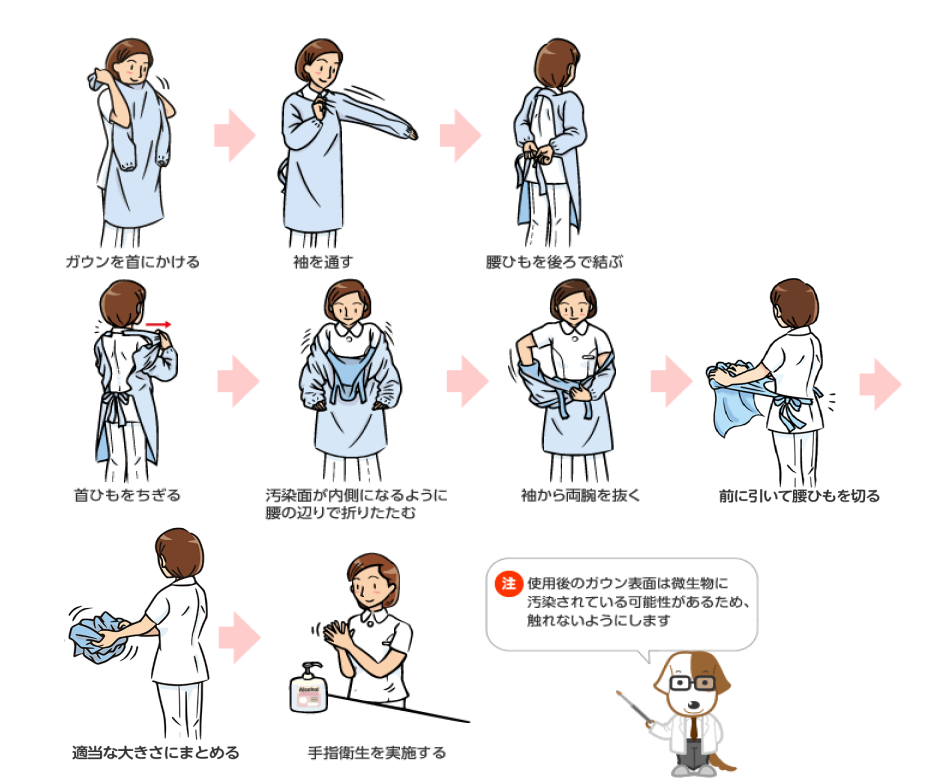 ガウンを首にかける
袖を通す
腰ひもを後ろで結ぶ
首ひもをちぎる
汚染面が内側になるように
腰の辺りで折りたたむ
袖から両腕を抜く
前に引いて腰ひもを切る
適当な大きさにまとめる
Alcohol
手指衛生を実施する
注 使用後のガウン表面は微生物に
汚染されている可能性があるため、
触れないようにします